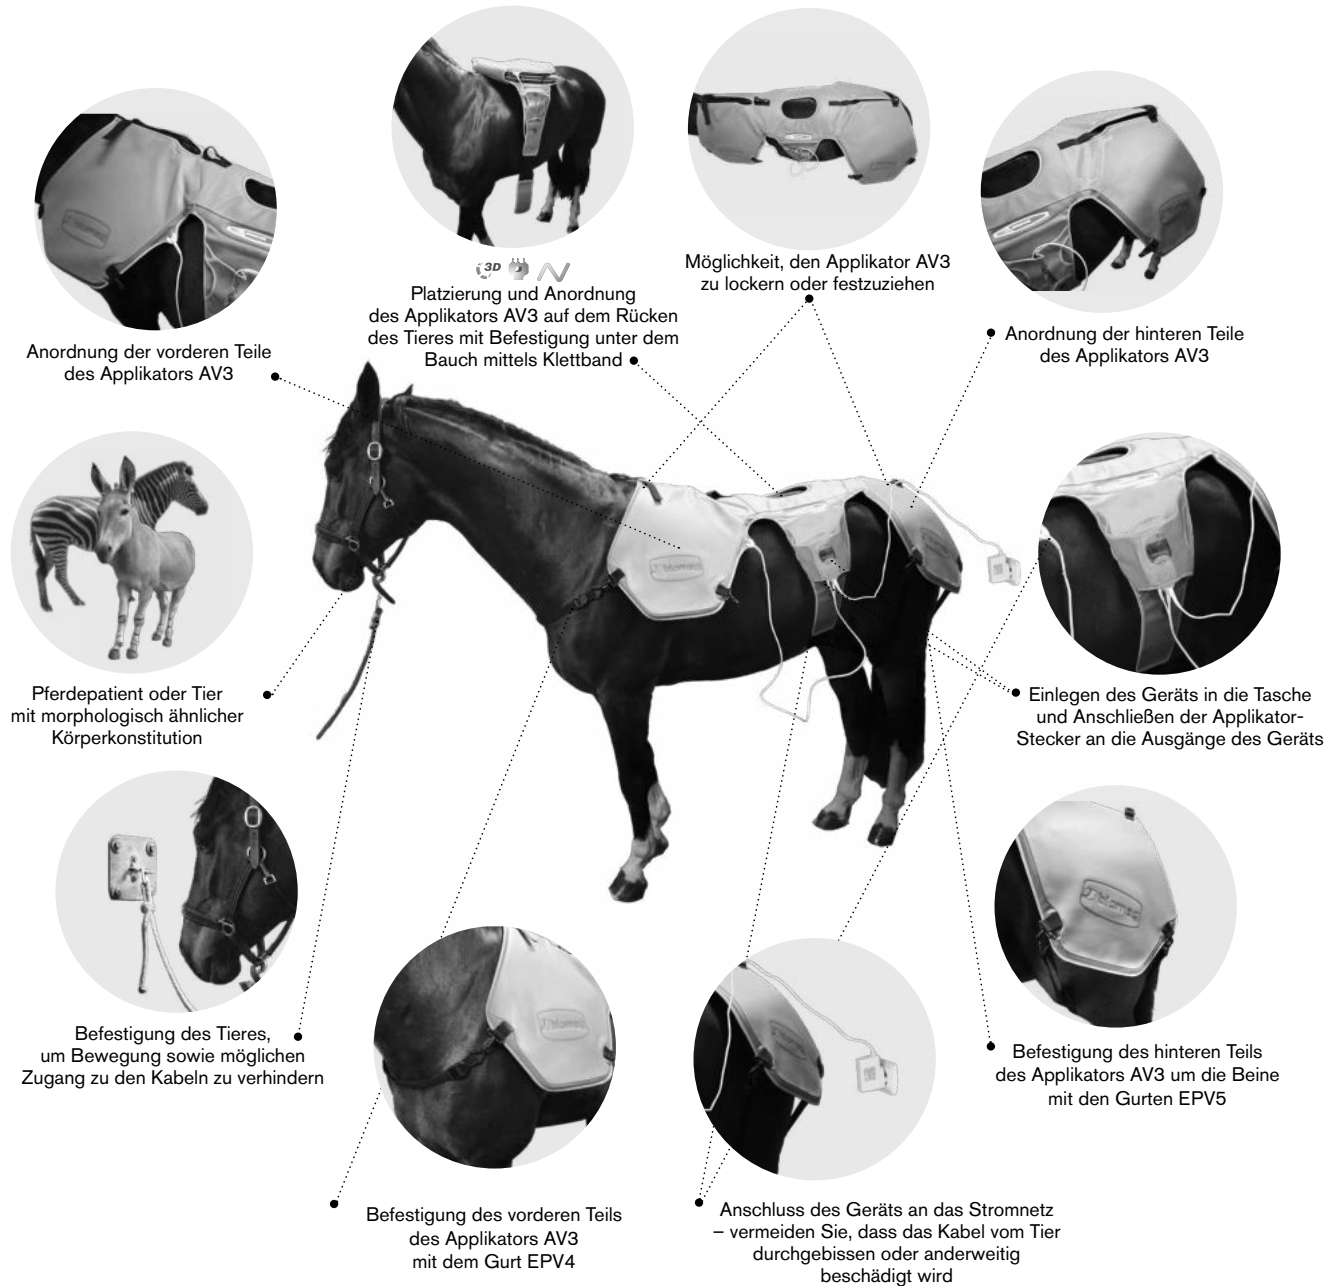 3D
Platzierung und Anordnung
des Applikators AV3 auf dem Rücken
des Tieres mit Befestigung unter dem
Bauch mittels Klettband
Möglichkeit, den Applikator AV3
zu lockern oder festzuziehen
Anordnung der vorderen Teile
des Applikators AV3
Anordnung der hinteren Teile
des Applikators AV3
biomag
biomag
biomag
Pferdepatient oder Tier
mit morphologisch ähnlicher
Körperkonstitution
Einlegen des Geräts in die Tasche
und Anschließen der Applikator-
Stecker an die Ausgänge des Geräts
Befestigung des Tieres,
um Bewegung sowie möglichen
Zugang zu den Kabeln zu verhindern
biomag
biomag
Befestigung des hinteren Teils
des Applikators AV3 um die Beine
mit den Gurten EPV5
Befestigung des vorderen Teils
des Applikators AV3
mit dem Gurt EPV4
Anschluss des Geräts an das Stromnetz
– vermeiden Sie, dass das Kabel vom Tier
durchgebissen oder anderweitig
beschädigt wird